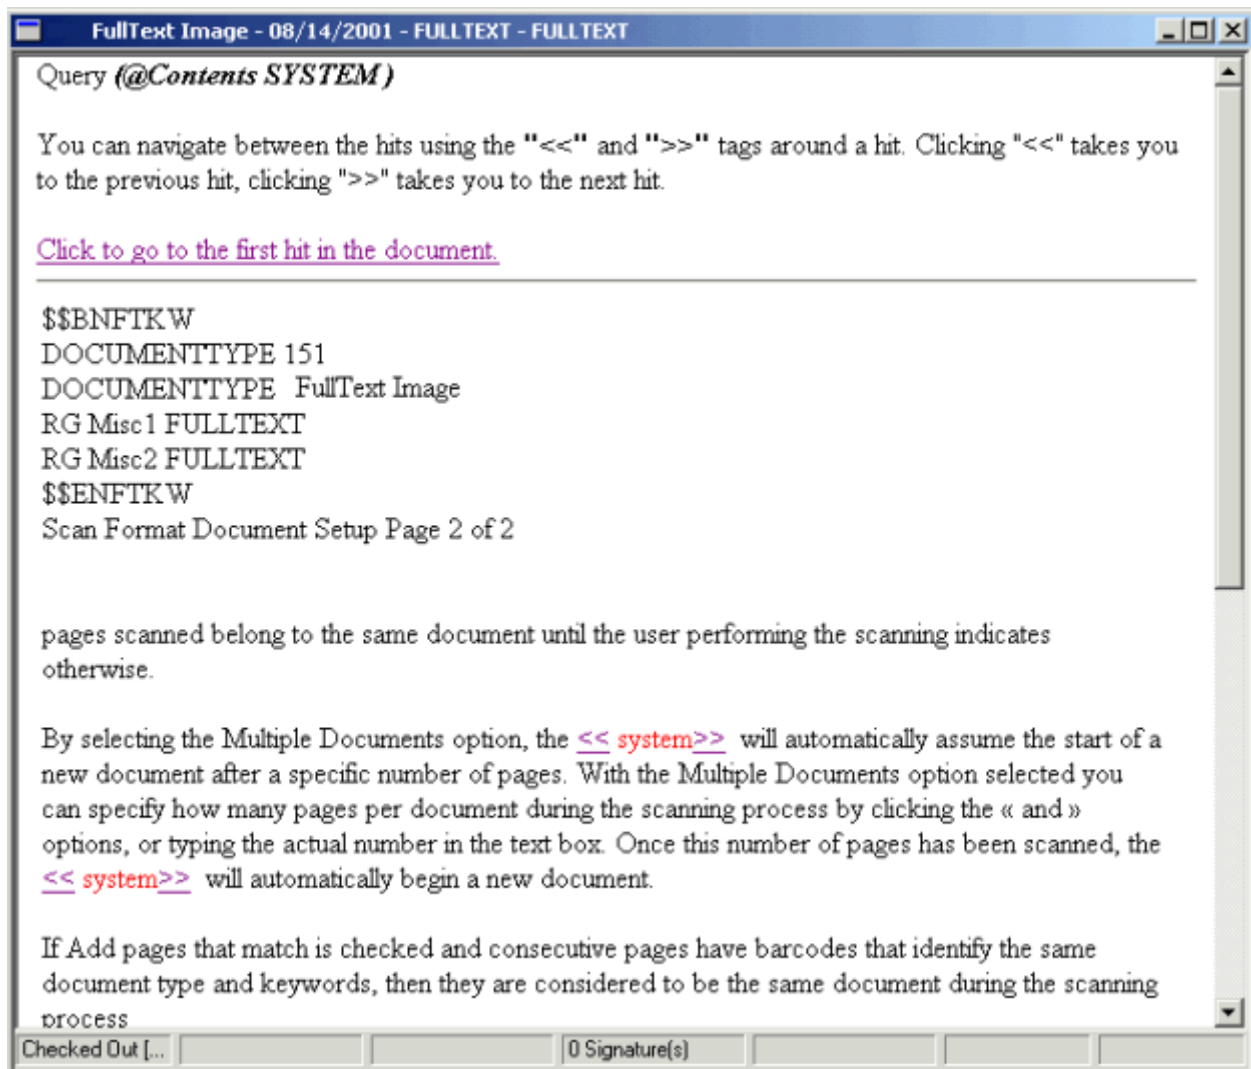 FullText Image - 08/14/2001 - FULLTEXT - FULLTEXT
Query (@Contents SYSTEM )
You can navigate between the hits using the "<<" and ">>" tags around a hit. Clicking "<<" takes you
to the previous hit, clicking ">>" takes you to the next hit.
Click to go to the first hit in the document.
$$BNFTKW
DOCUMENTTYPE 151
DOCUMENTTYPE FullText Image
RG Misc1 FULLTEXT
RG Misc2 FULLTEXT
$$ENFTKW
Scan Format Document Setup Page 2 of 2
pages scanned belong to the same document until the user performing the scanning indicates
otherwise.
By selecting the Multiple Documents option, the << system>> will automatically assume the start of a
new document after a specific number of pages. With the Multiple Documents option selected you
can specify how many pages per document during the scanning process by clicking the « and »
options, or typing the actual number in the text box. Once this number of pages has been scanned, the
<< system>> will automatically begin a new document.
If Add pages that match is checked and consecutive pages have barcodes that identify the same
document type and keywords, then they are considered to be the same document during the scanning
process
Checked Out [... 0 Signature(s)